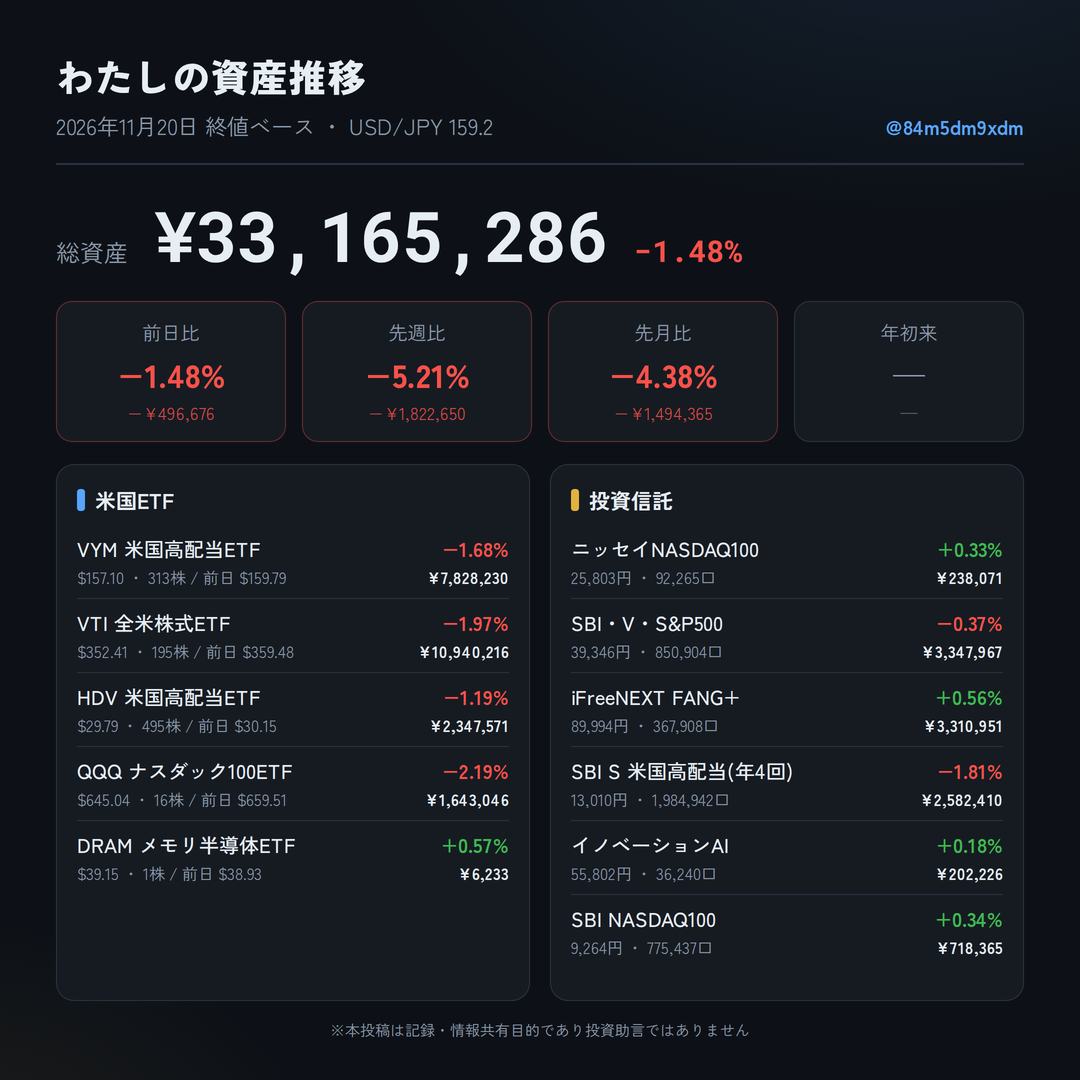 わたしの資産推移
2026年11月20日 終値ベース ・ USD/JPY 159.2
@84m5dm9xdm
総資産 ¥33,165,286 -1.48%
前日比
−1.48%
−¥496,676
先週比
−5.21%
−¥1,822,650
先月比
−4.38%
−¥1,494,365
年初来
—
—
米国ETF
VYM 米国高配当ETF −1.68%
$157.10 ・ 313株 / 前日 $159.79 ¥7,828,230
VTI 全米株式ETF −1.97%
$352.41 ・ 195株 / 前日 $359.48 ¥10,940,216
HDV 米国高配当ETF −1.19%
$29.79 ・ 495株 / 前日 $30.15 ¥2,347,571
QQQ ナスダック100ETF −2.19%
$645.04 ・ 16株 / 前日 $659.51 ¥1,643,046
DRAM メモリ半導体ETF +0.57%
$39.15 ・ 1株 / 前日 $38.93 ¥6,233
投資信託
ニッセイNASDAQ100 +0.33%
25,803円 ・ 92,265口 ¥238,071
SBI・V・S&P500 −0.37%
39,346円 ・ 850,904口 ¥3,347,967
iFreeNEXT FANG+ +0.56%
89,994円 ・ 367,908口 ¥3,310,951
SBI S 米国高配当(年4回) −1.81%
13,010円 ・ 1,984,942口 ¥2,582,410
イノベーションAI +0.18%
55,802円 ・ 36,240口 ¥202,226
SBI NASDAQ100 +0.34%
9,264円 ・ 775,437口 ¥718,365
※本投稿は記録・情報共有目的であり投資助言ではありません